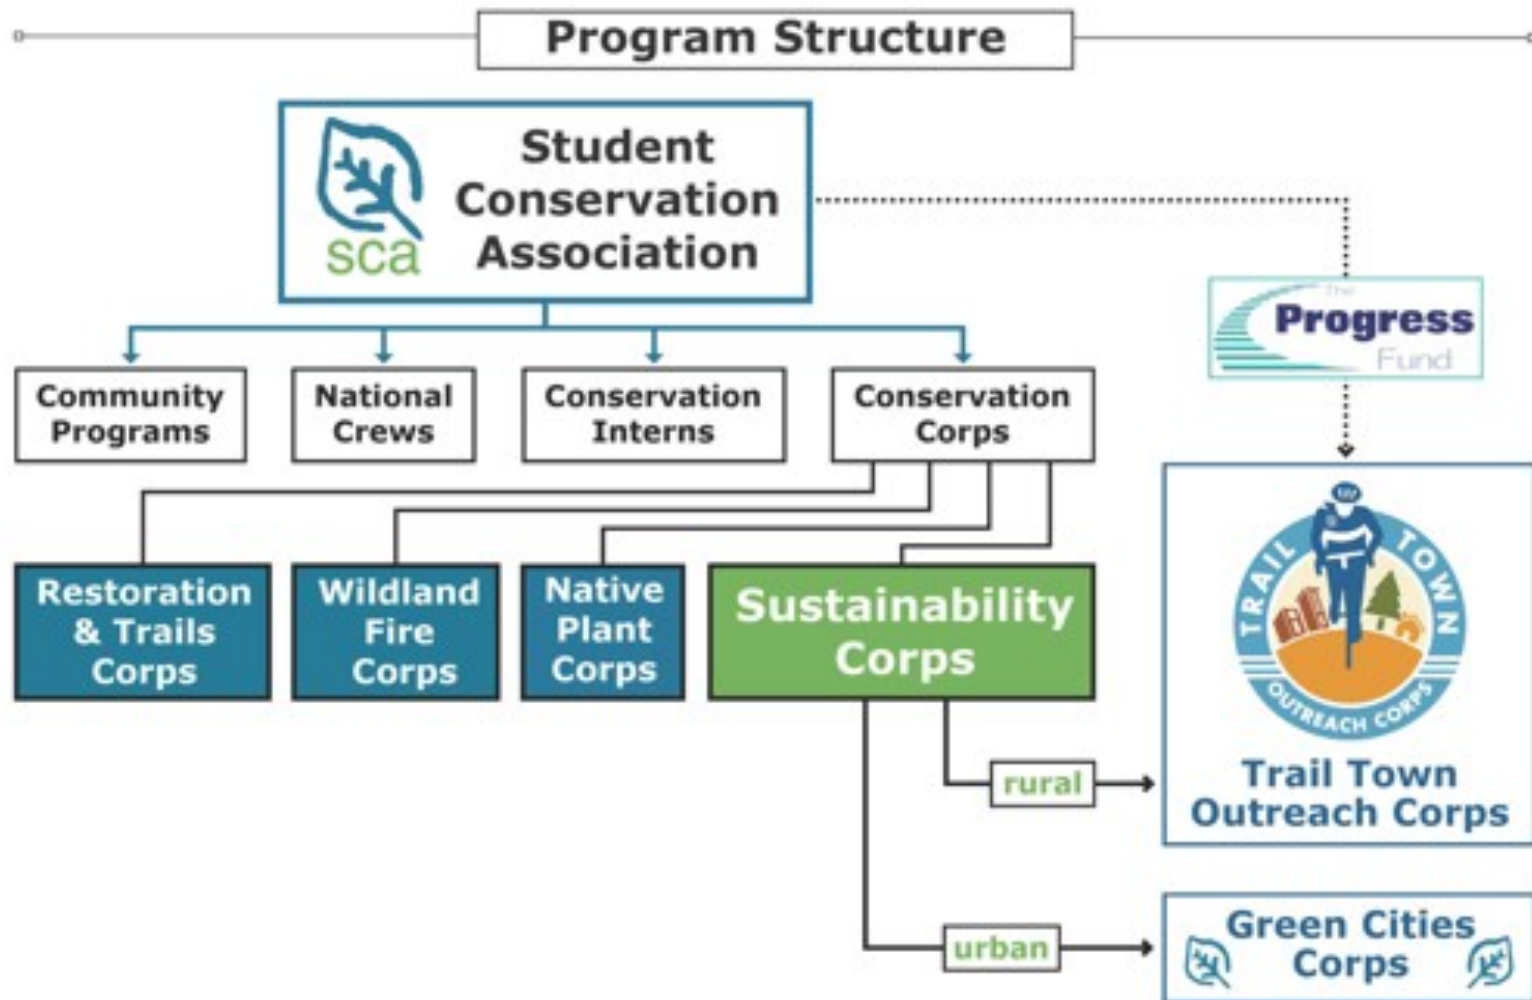 Program Structure
Student
Conservation
Association
sca
The
Progress
Fund
Community
Programs
National
Crews
Conservation
Interns
Conservation
Corps
Restoration
& Trails
Corps
Wildland
Fire
Corps
Native
Plant
Corps
Sustainability
Corps
TRAIL TOWN
OUTREACH CORPS
Trail Town
Outreach Corps
rural
urban
Green Cities
Corps